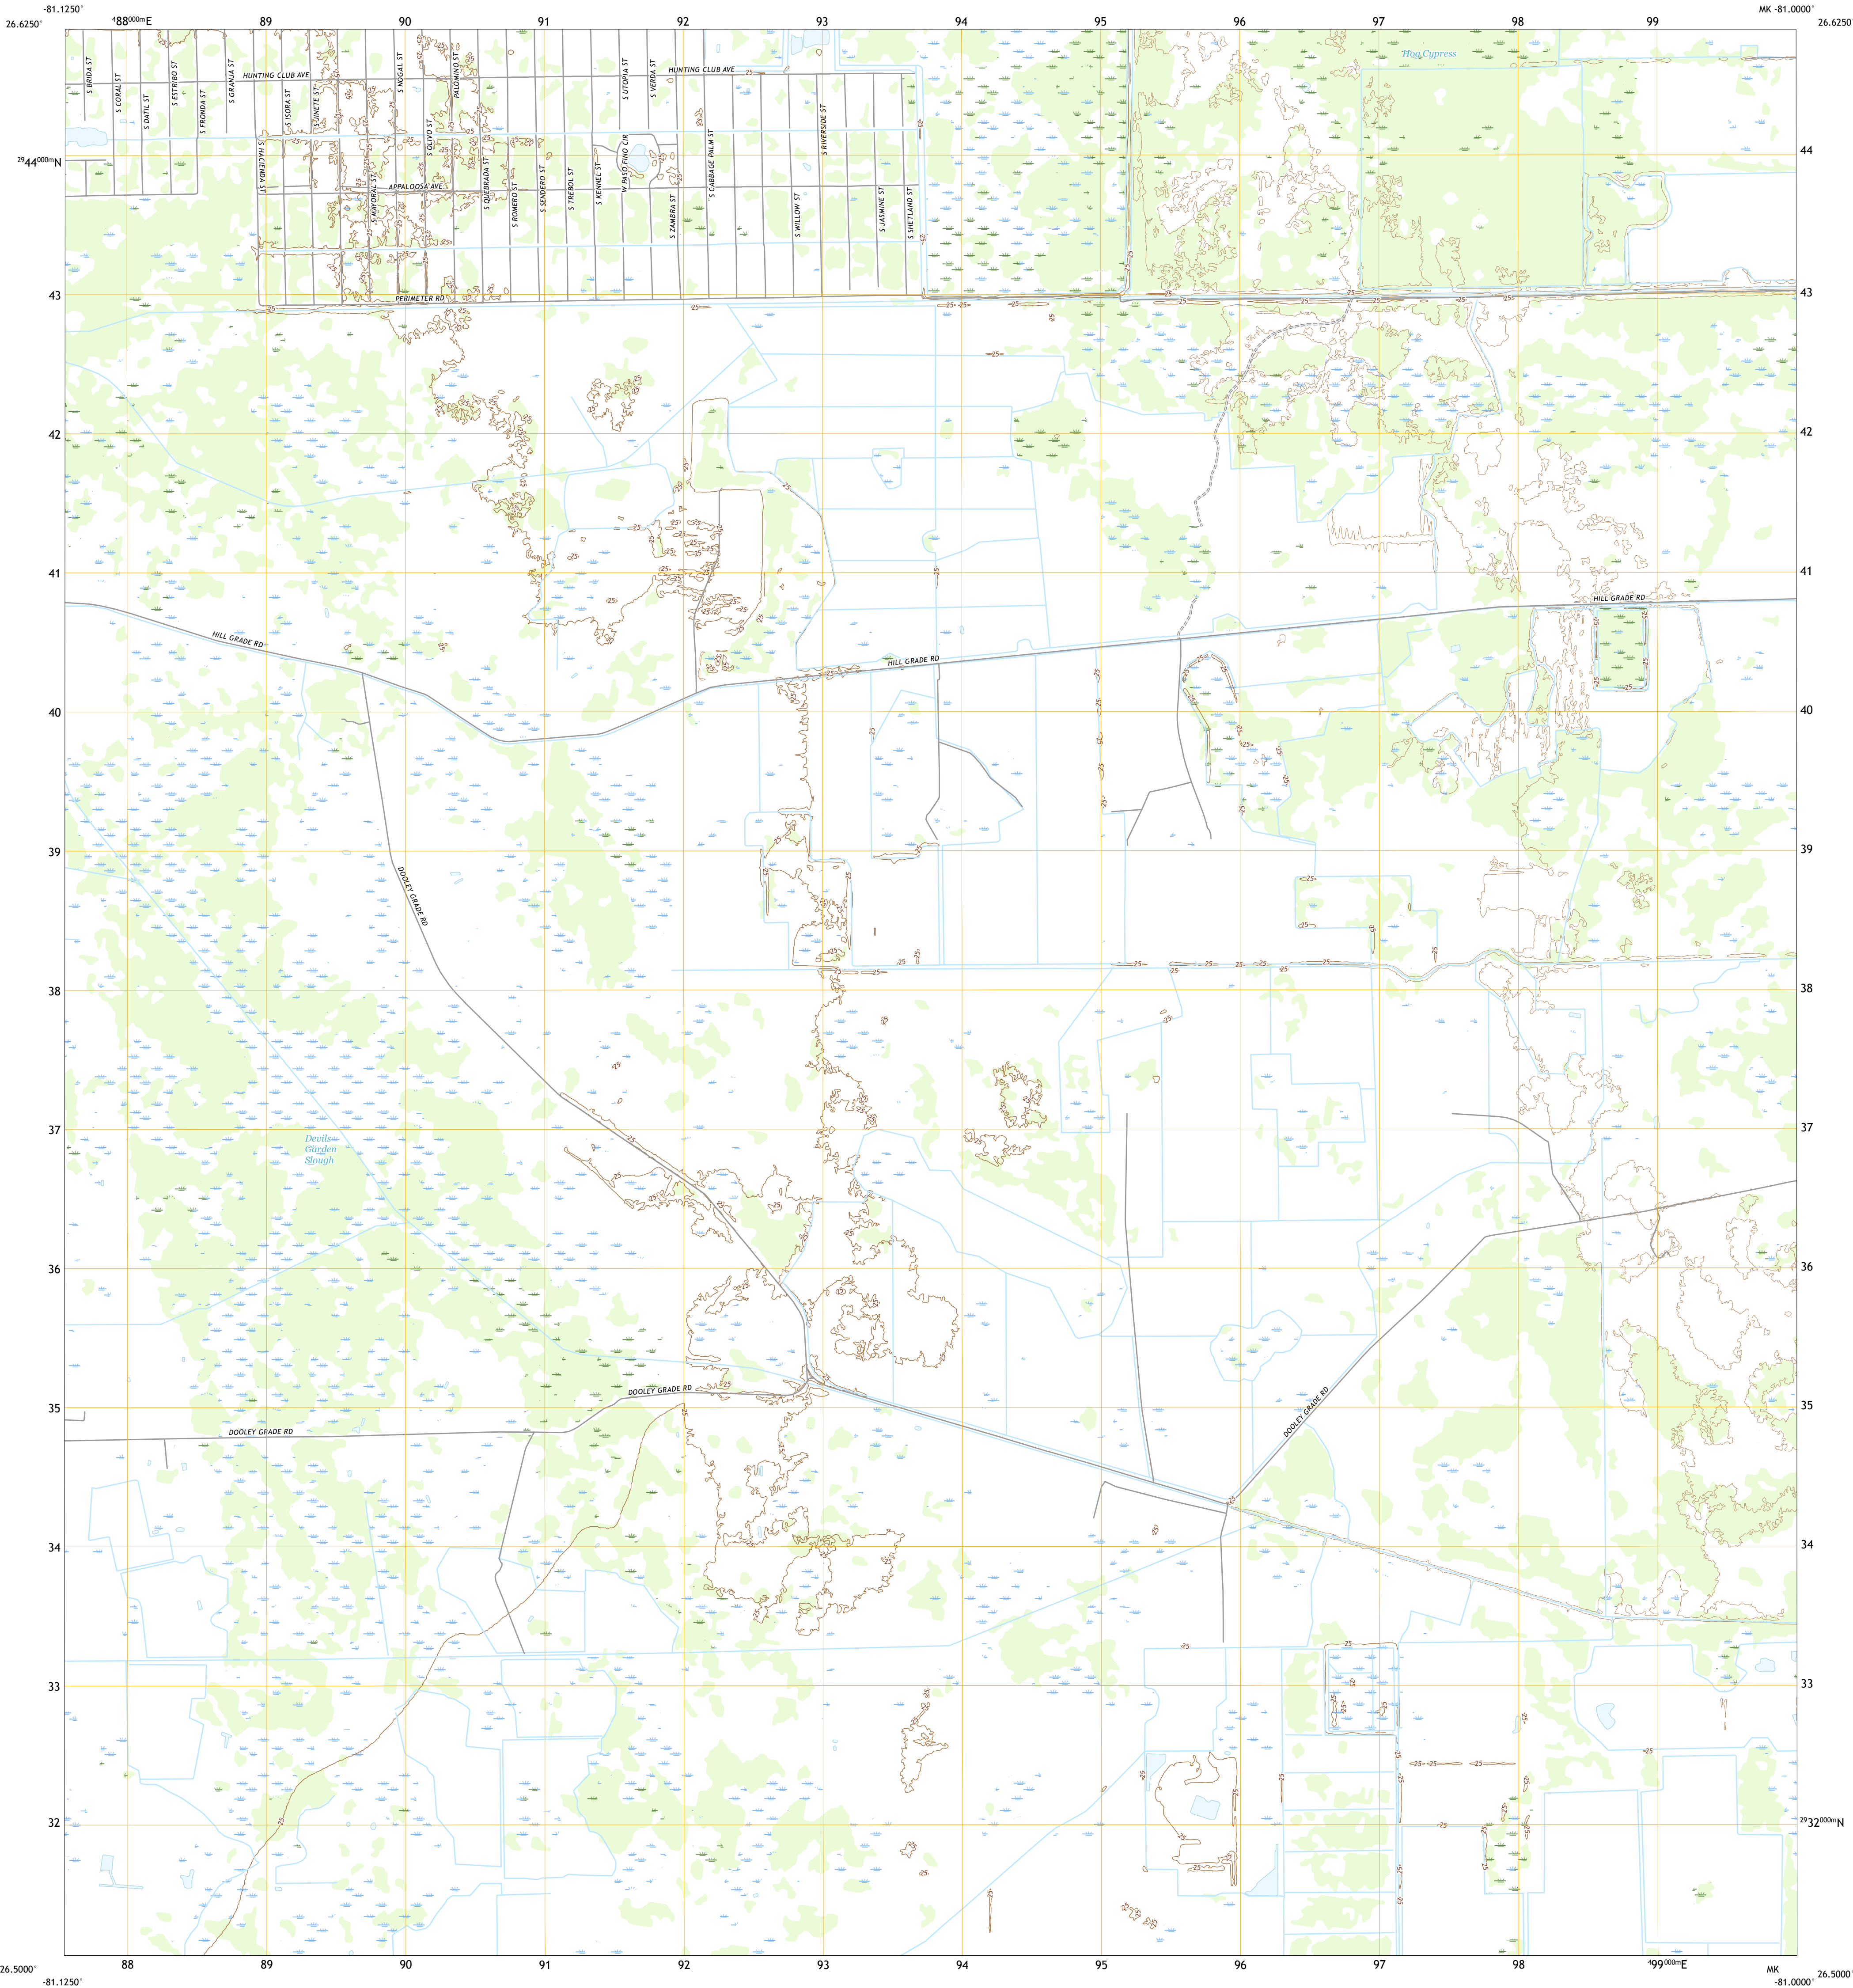 -81.1250°
MK -81.0000°
26.6250°
26.6250°
⁴88⁰⁰⁰ᵐE
89
90
91
92
93
94
95
96
97
98
99
Hog Cypress
S BRIDA ST
S CORAL ST
S DATIL ST
S ESTRIBO ST
S FRONDA ST
S GRANJA ST
HUNTING CLUB AVE
S ISORA ST
S JINETE ST
S NOGAL ST
S OLIVO ST
PALOMINO ST
S UTOPIA ST
S VERDA ST
HUNTING CLUB AVE
S RIVERSIDE ST
²⁹44⁰⁰⁰ᵐN
44
S HACHA ST
S MAYORAL ST
APPALOOSA AVE
S QUEBRADA ST
S ROMERO ST
S SENDERO ST
S TREBOL ST
S KENNEL ST
W PASO FINO CIR
S ZAMBRA ST
S CABBAGE PALM ST
S WILLOW ST
S JASMINE ST
S SHETLAND ST
43
PERIMETER RD
43
42
42
41
41
HILL GRADE RD
HILL GRADE RD
HILL GRADE RD
40
40
39
39
DOOLEY GRADE RD
38
38
37
37
Devils
Garden
Slough
36
36
35
35
DOOLEY GRADE RD
DOOLEY GRADE RD
DOOLEY GRADE RD
34
34
33
33
32
²⁹32⁰⁰⁰ᵐN
25
25
25
88
89
90
91
92
93
94
95
96
97
98
⁴99⁰⁰⁰ᵐE
MK
26.5000°
26.5000°
-81.1250°
-81.0000°